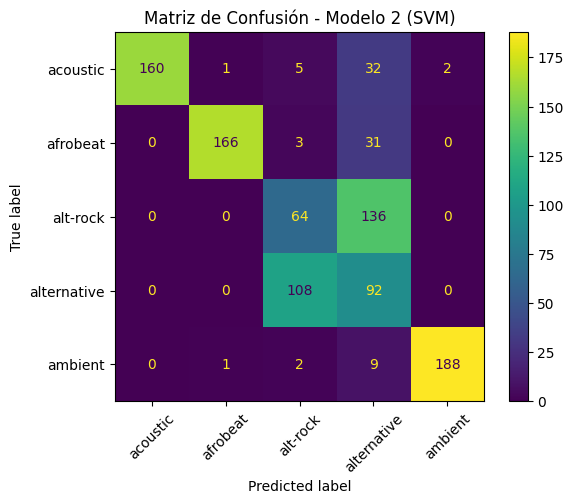 Matriz de Confusión - Modelo 2 (SVM)
acoustic 160 1 5 32 2
afrobeat 0 166 3 31 0
alt-rock 0 0 64 136 0
alternative 0 0 108 92 0
ambient 0 1 2 9 188
True label
acoustic afrobeat alt-rock alternative ambient
Predicted label
175
150
125
100
75
50
25
0